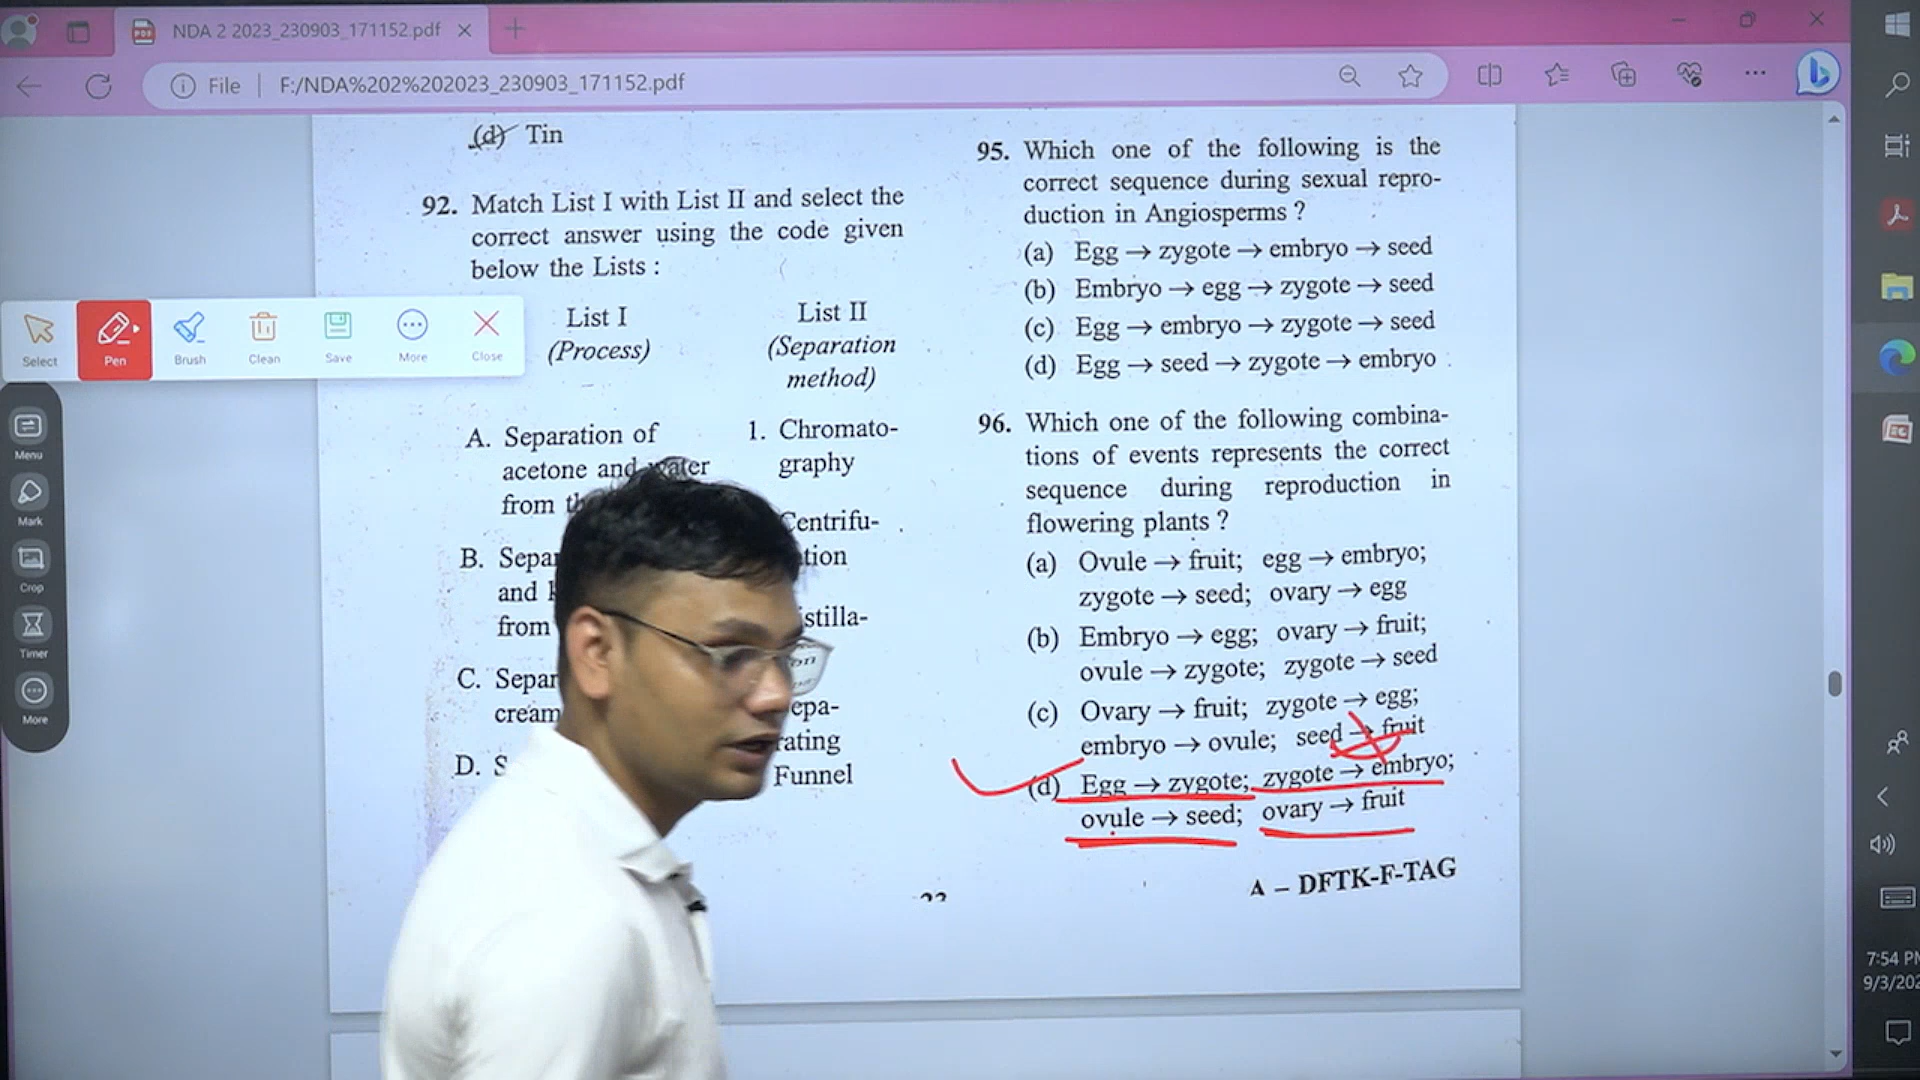 NDA 2 2023_230903_171152.pdf
File
F:/NDA%202%202023_230903_171152.pdf
(d) Tin
92. Match List I with List II and select the
correct answer using the code given
below the Lists :
List I
(Process)
List II
(Separation
method)
A. Separation of
acetone and water
from
1. Chromato-
graphy
B.
and
from
C.
cream
D. S
Funnel
95. Which one of the following is the
correct sequence during sexual repro-
duction in Angiosperms ?
(a) Egg → zygote → embryo → seed
(b) Embryo → egg → zygote → seed
(c) Egg → embryo → zygote → seed
(d) Egg → seed → zygote → embryo
96. Which one of the following combina-
tions of events represents the correct
sequence during reproduction in
flowering plants ?
(a) Ovule → fruit; egg → embryo;
zygote → seed; ovary → egg
(b) Embryo → egg; ovary → fruit;
ovule → zygote; zygote → seed
(c) Ovary → fruit; zygote → egg;
embryo → ovule; seed → fruit
(d) Egg → zygote; zygote → embryo;
ovule → seed; ovary → fruit
A – DFTK-F-TAG
Select
Pen
Brush
Clean
Save
More
Close
Menu
Mark
Crop
Timer
More
7:54 PM
9/3/202